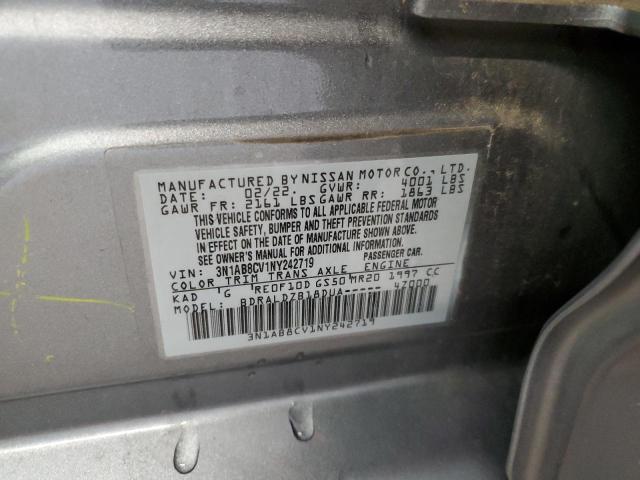 MANUFACTURED BY NISSAN MOTOR CO., LTD.
DATE: 02/22. GVWR: 4001 LBS
GAWR FR: 2161 LBS GAWR RR: 1863 LBS
THIS VEHICLE CONFORMS TO ALL APPLICABLE FEDERAL MOTOR
VEHICLE SAFETY, BUMPER, AND THEFT PREVENTION STANDARDS
IN EFFECT ON THE DATE OF MANUFACTURE SHOWN ABOVE.
SEE OWNER'S MANUAL FOR ADDITIONAL INFORMATION.
VIN: 3N1AB8CV1NY242719 PASSENGER CAR.
COLOR TRIM TRANS AXLE ENGINE
KAD G RE0F10D GS50 MR20 1997 CC
MODEL: BDRALDZB18DUA- 47000
3N1AB8CV1NY242719